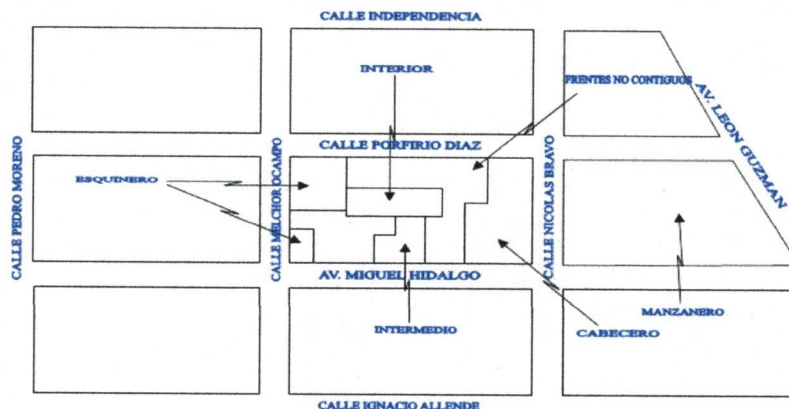 CALLE INDEPENDENCIA
INTERIOR
FRENTES NO CONTIGUOS
AV. LEON GUZMAN
CALLE PORFIRIO DIAZ
CALLE PEDRO MORENO
ESQUINERO
CALLE MELCHOR OCAMPO
CALLE NICOLAS BRAVO
AV. MIGUEL HIDALGO
INTERMEDIO
CABECERO
MANZANERO
CALLE IGNACIO ALLENDE